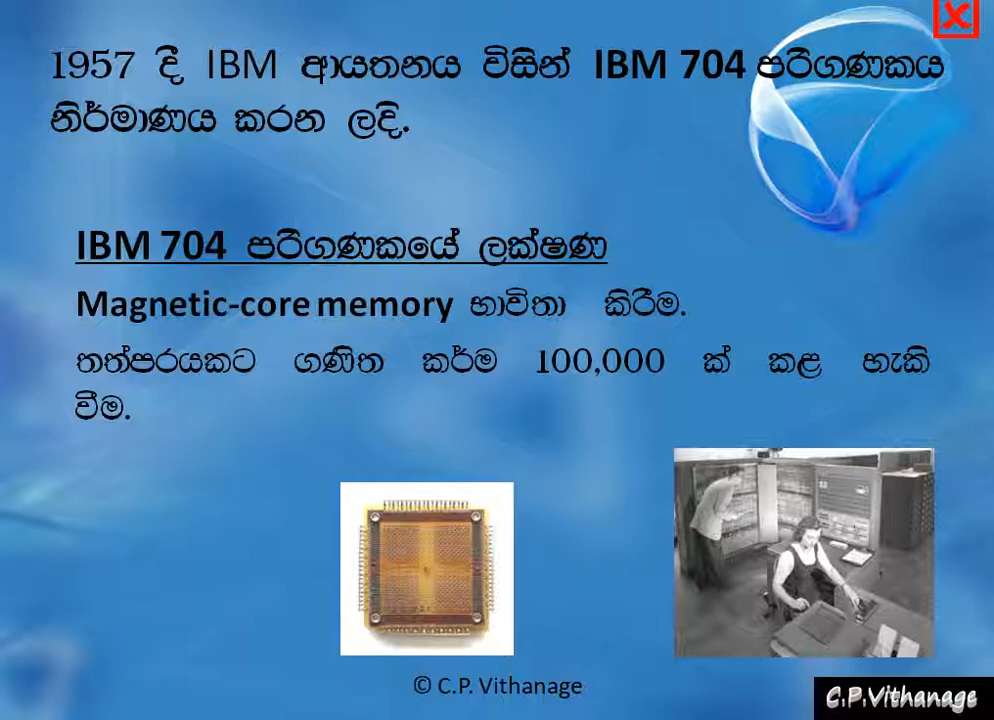 1957 දී IBM ආයතනය විසින් IBM 704 පරිගණකය
නිර්මාණය කරන ලදි.
IBM 704 පරිගණකයේ ලක්ෂණ
Magnetic-core memory භාවිතා කිරීම.
තත්පරයකට ගණිත කර්ම 100,000 ක් කළ හැකි
වීම.
© C.P. Vithanage
C.P.Vithanage